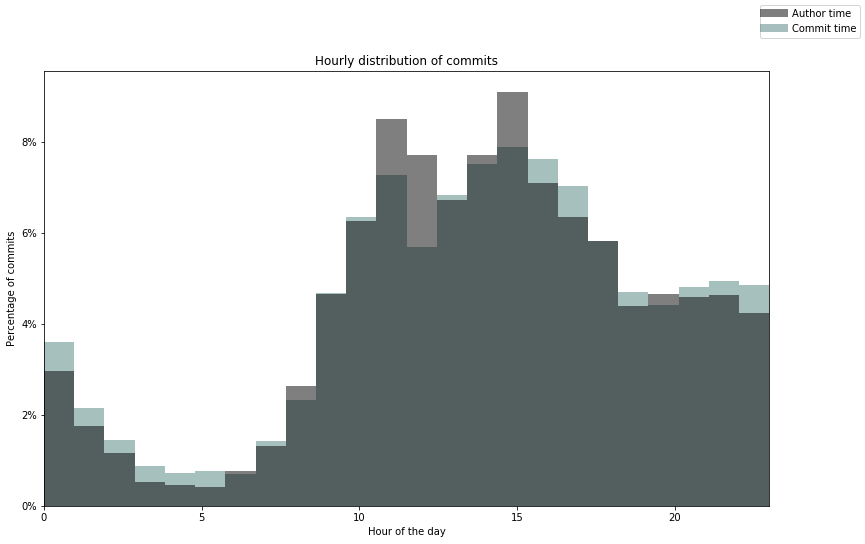 Author time
Commit time
Hourly distribution of commits
8%
6%
4%
2%
0%
Percentage of commits
0 5 10 15 20
Hour of the day